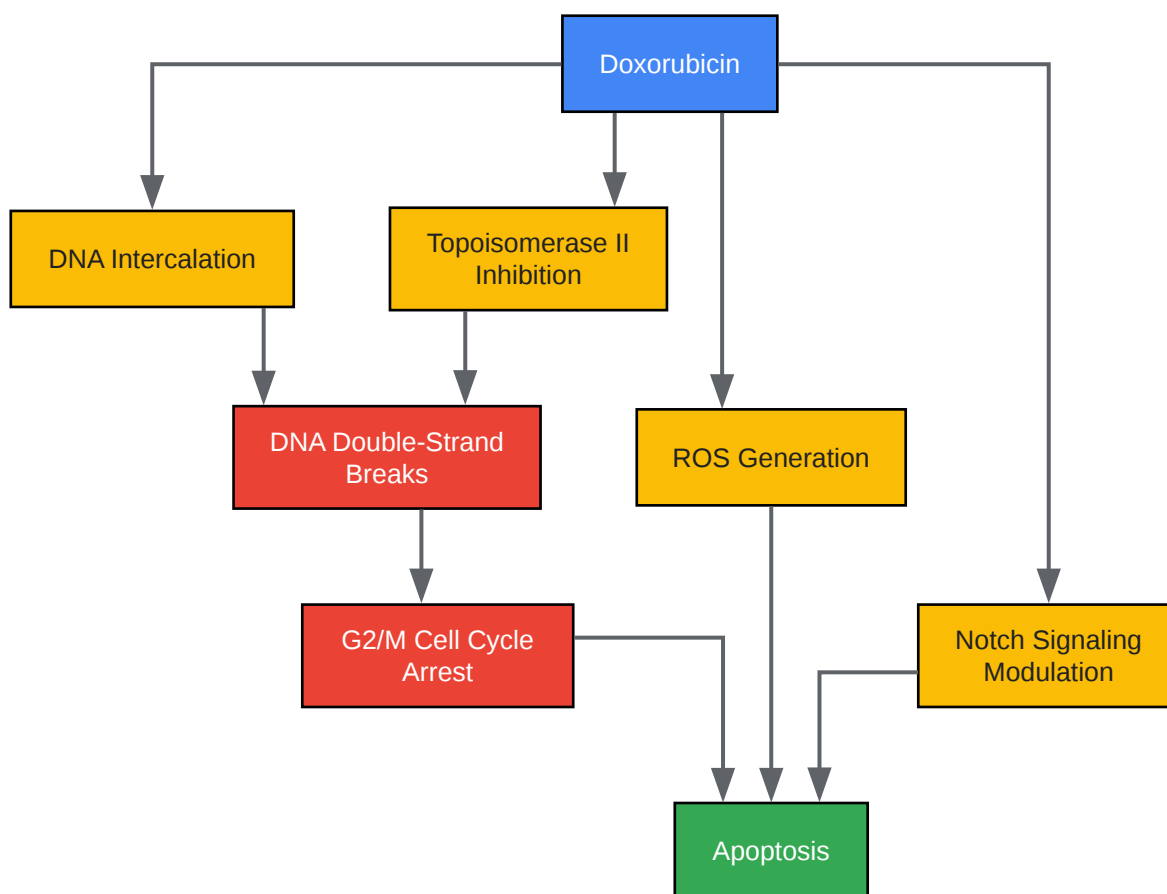 Doxorubicin
DNA Intercalation
Topoisomerase II
Inhibition
DNA Double-Strand
Breaks
ROS Generation
G2/M Cell Cycle
Arrest
Notch Signaling
Modulation
Apoptosis